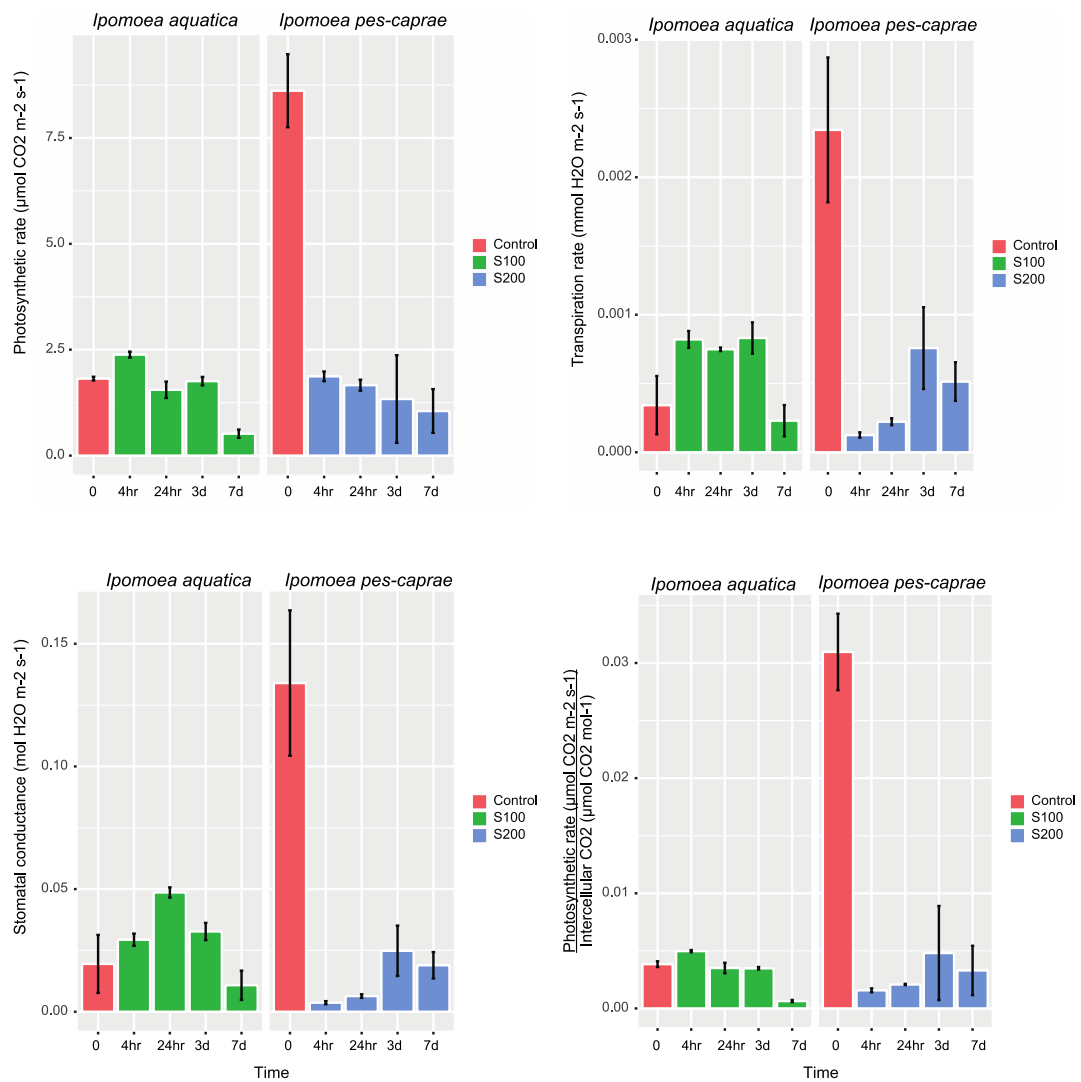 Ipomoea aquatica Ipomoea pes-caprae
Photosynthetic rate (μmol CO2 m-2 s-1)
7.5
5.0
2.5
0.0
0 4hr 24hr 3d 7d 0 4hr 24hr 3d 7d
Control
S100
S200
Ipomoea aquatica Ipomoea pes-caprae
Transpiration rate (mmol H2O m-2 s-1)
0.003
0.002
0.001
0.000
0 4hr 24hr 3d 7d 0 4hr 24hr 3d 7d
Control
S100
S200
Ipomoea aquatica Ipomoea pes-caprae
Stomatal conductance (mol H2O m-2 s-1)
0.15
0.10
0.05
0.00
0 4hr 24hr 3d 7d 0 4hr 24hr 3d 7d
Time
Control
S100
S200
Ipomoea aquatica Ipomoea pes-caprae
Photosynthetic rate (μmol CO2 m-2 s-1)
Intercellular CO2 (μmol CO2 mol-1)
0.03
0.02
0.01
0.00
0 4hr 24hr 3d 7d 0 4hr 24hr 3d 7d
Time
Control
S100
S200